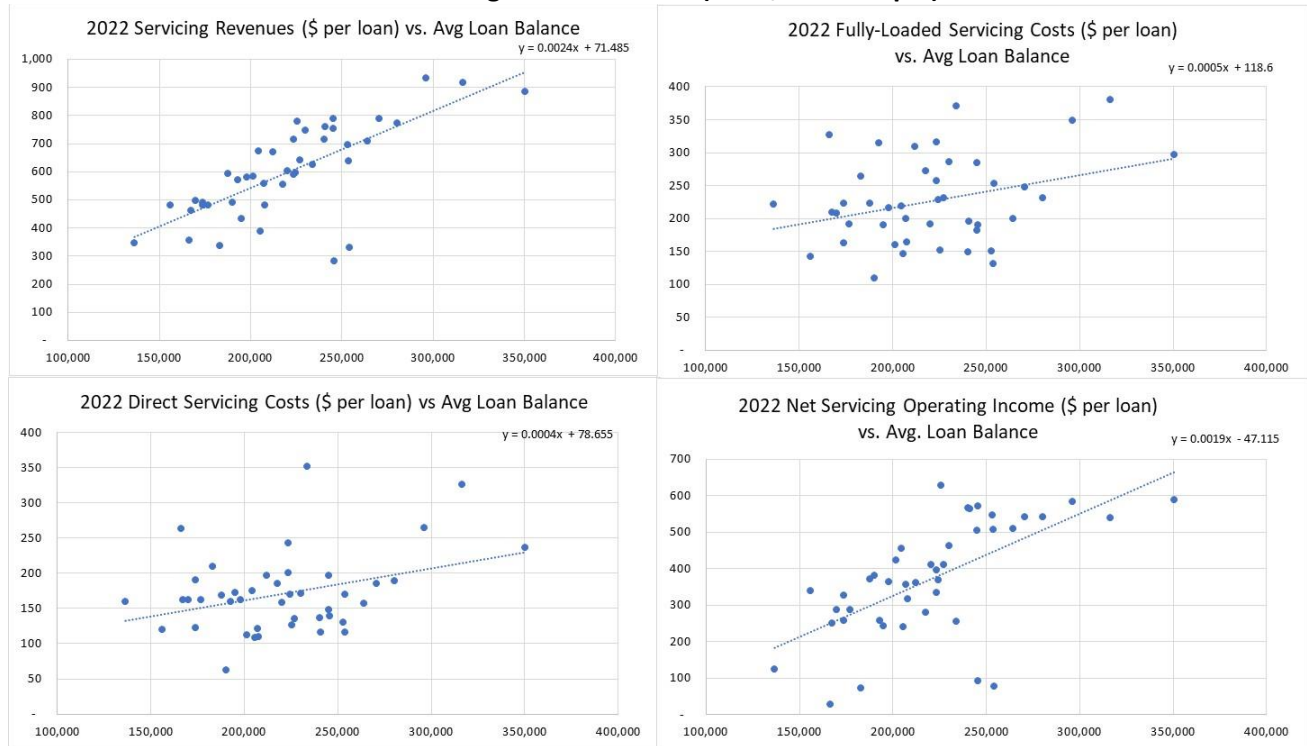 2022 Servicing Revenues ($ per loan) vs. Avg Loan Balance
y = 0.0024x + 71.485
1,000
900
800
700
600
500
400
300
200
100
-
100,000 150,000 200,000 250,000 300,000 350,000 400,000
2022 Fully-Loaded Servicing Costs ($ per loan)
vs. Avg Loan Balance
y = 0.0005x + 118.6
400
350
300
250
200
150
100
50
-
100,000 150,000 200,000 250,000 300,000 350,000 400,000
2022 Direct Servicing Costs ($ per loan) vs Avg Loan Balance
y = 0.0004x + 78.655
400
350
300
250
200
150
100
50
-
100,000 150,000 200,000 250,000 300,000 350,000 400,000
2022 Net Servicing Operating Income ($ per loan)
vs. Avg. Loan Balance
y = 0.0019x - 47.115
700
600
500
400
300
200
100
-
100,000 150,000 200,000 250,000 300,000 350,000 400,000